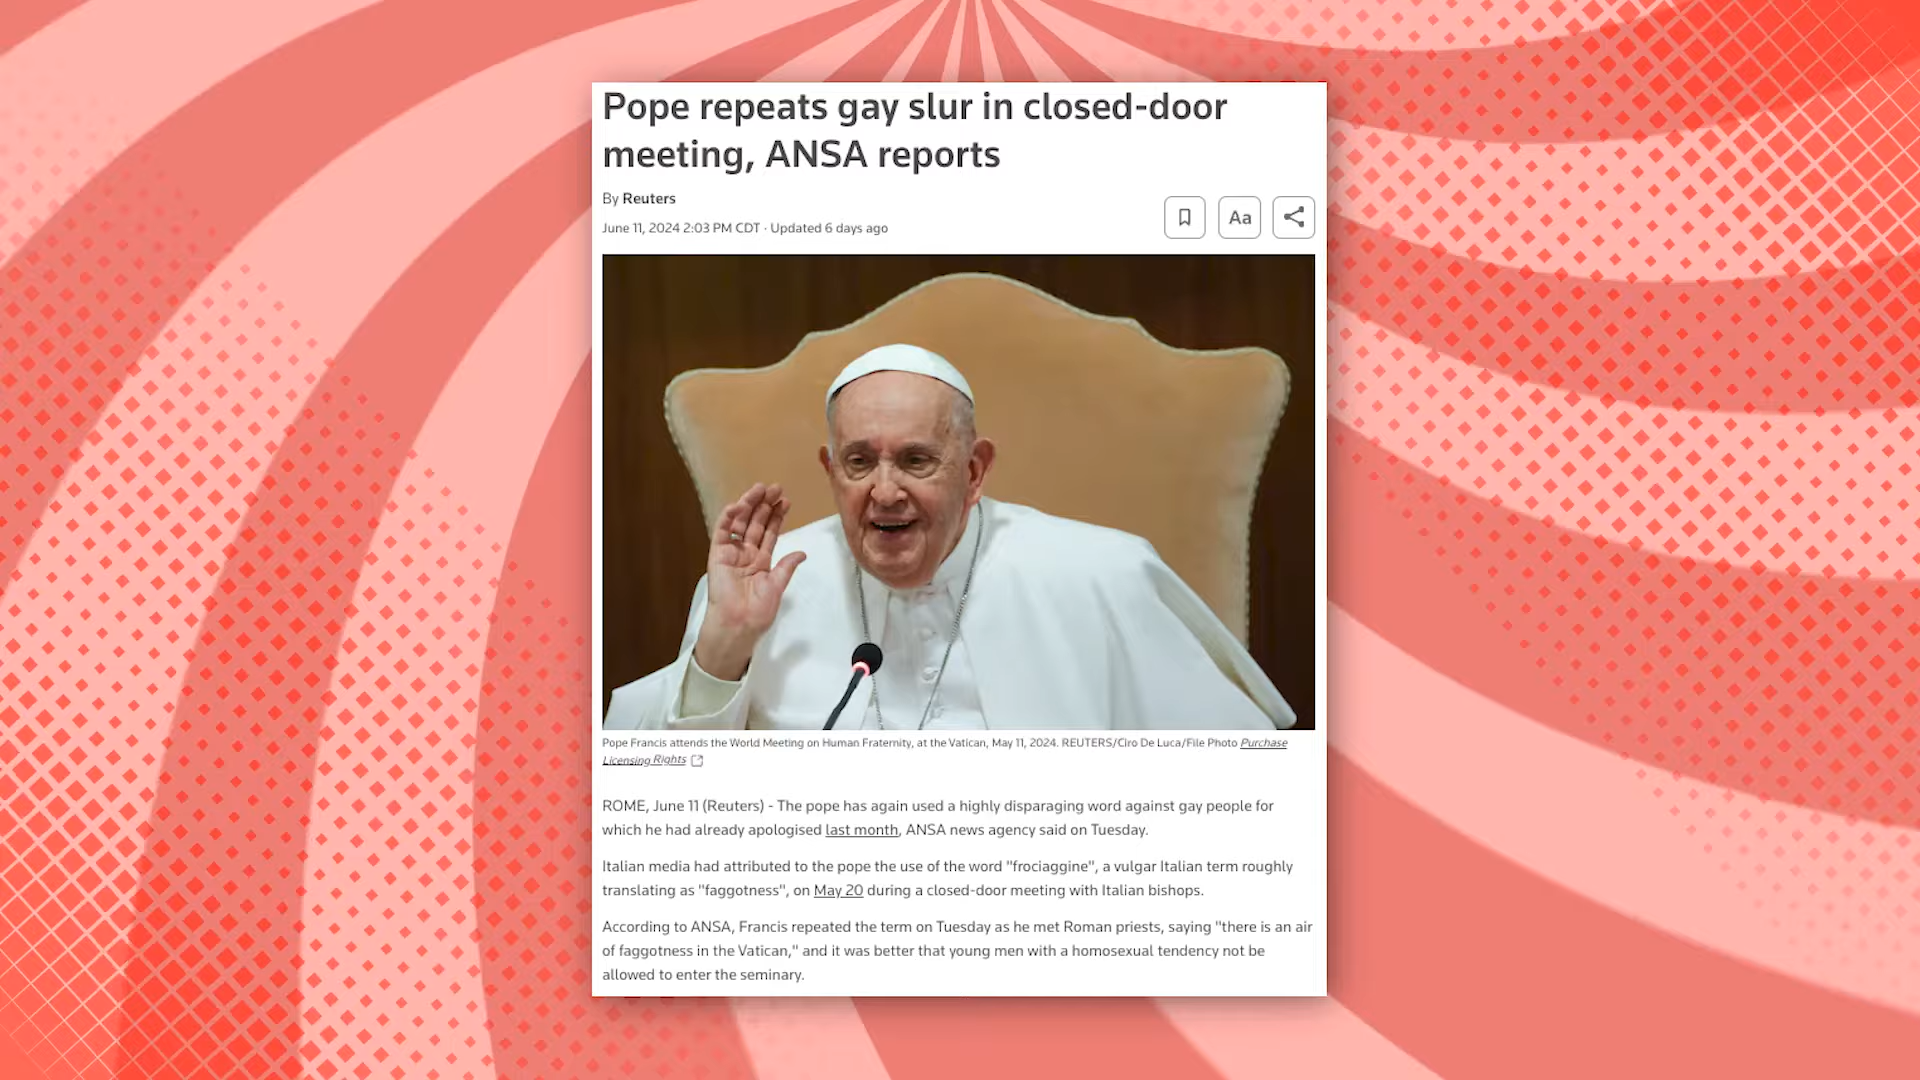 Pope repeats gay slur in closed-door
meeting, ANSA reports
By Reuters
June 11, 2024 2:03 PM CDT · Updated 6 days ago
Aa
Pope Francis attends the World Meeting on Human Fraternity, at the Vatican, May 11, 2024. REUTERS/Ciro De Luca/File Photo Purchase
Licensing Rights
ROME, June 11 (Reuters) - The pope has again used a highly disparaging word against gay people for
which he had already apologised last month, ANSA news agency said on Tuesday.
Italian media had attributed to the pope the use of the word "frociaggine", a vulgar Italian term roughly
translating as "faggotness", on May 20 during a closed-door meeting with Italian bishops.
According to ANSA, Francis repeated the term on Tuesday as he met Roman priests, saying "there is an air
of faggotness in the Vatican," and it was better that young men with a homosexual tendency not be
allowed to enter the seminary.